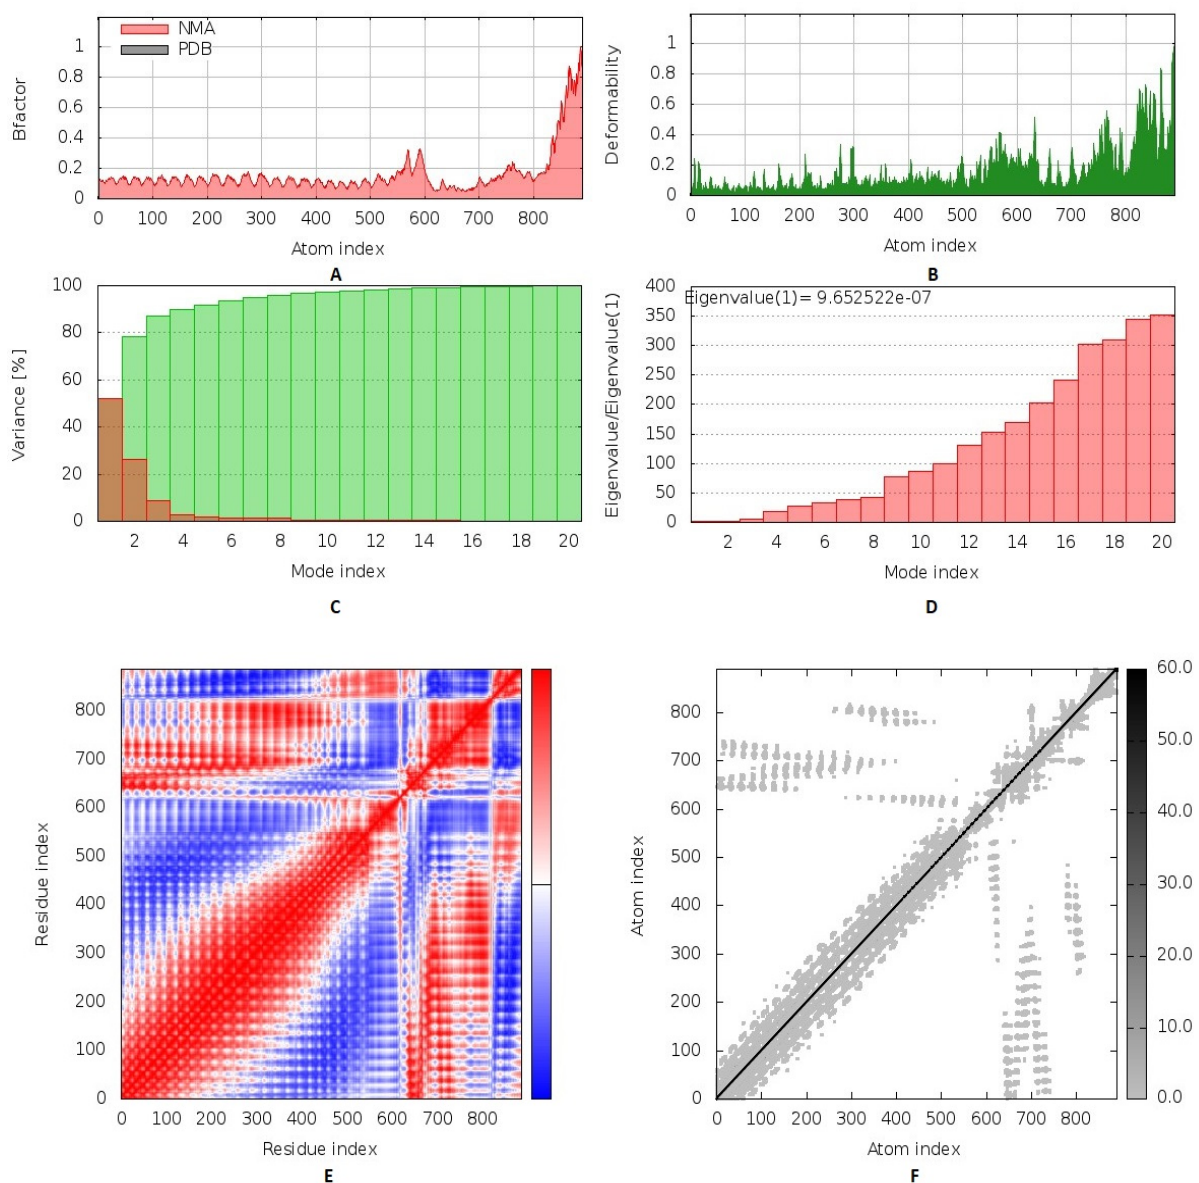 NMA
PDB
1
0.8
0.6
0.4
0.2
0
Bfactor
0 100 200 300 400 500 600 700 800
Atom index
A
1
0.8
0.6
0.4
0.2
0
Deformability
0 100 200 300 400 500 600 700 800
Atom index
B
100
80
60
40
20
0
Variance [%]
2 4 6 8 10 12 14 16 18 20
Mode index
C
Eigenvalue(1)= 9.652522e-07
400
350
300
250
200
150
100
50
0
Eigenvalue/Eigenvalue(1)
2 4 6 8 10 12 14 16 18 20
Mode index
D
800
700
600
500
400
300
200
100
0
Residue index
0 100 200 300 400 500 600 700 800
Residue index
E
800
700
600
500
400
300
200
100
0
Atom index
0 100 200 300 400 500 600 700 800
Atom index
60.0
50.0
40.0
30.0
20.0
10.0
0.0
F